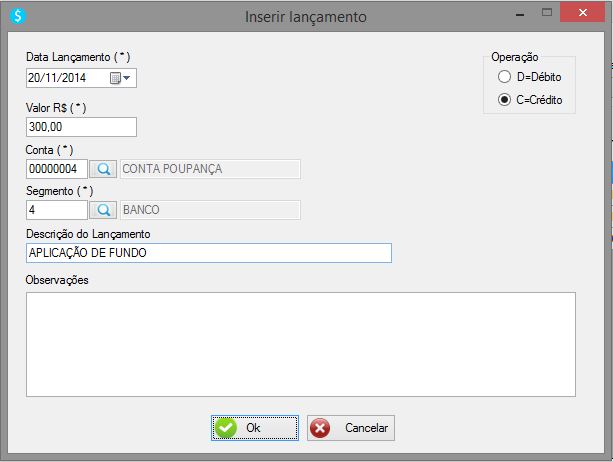 Inserir lançamento
Data Lançamento ( * )
20/11/2014
Operação
D=Débito
C=Crédito
Valor R$ ( * )
300,00
Conta ( * )
00000004 CONTA POUPANÇA
Segmento ( * )
4 BANCO
Descrição do Lançamento
APLICAÇÃO DE FUNDO
Observações
Ok Cancelar